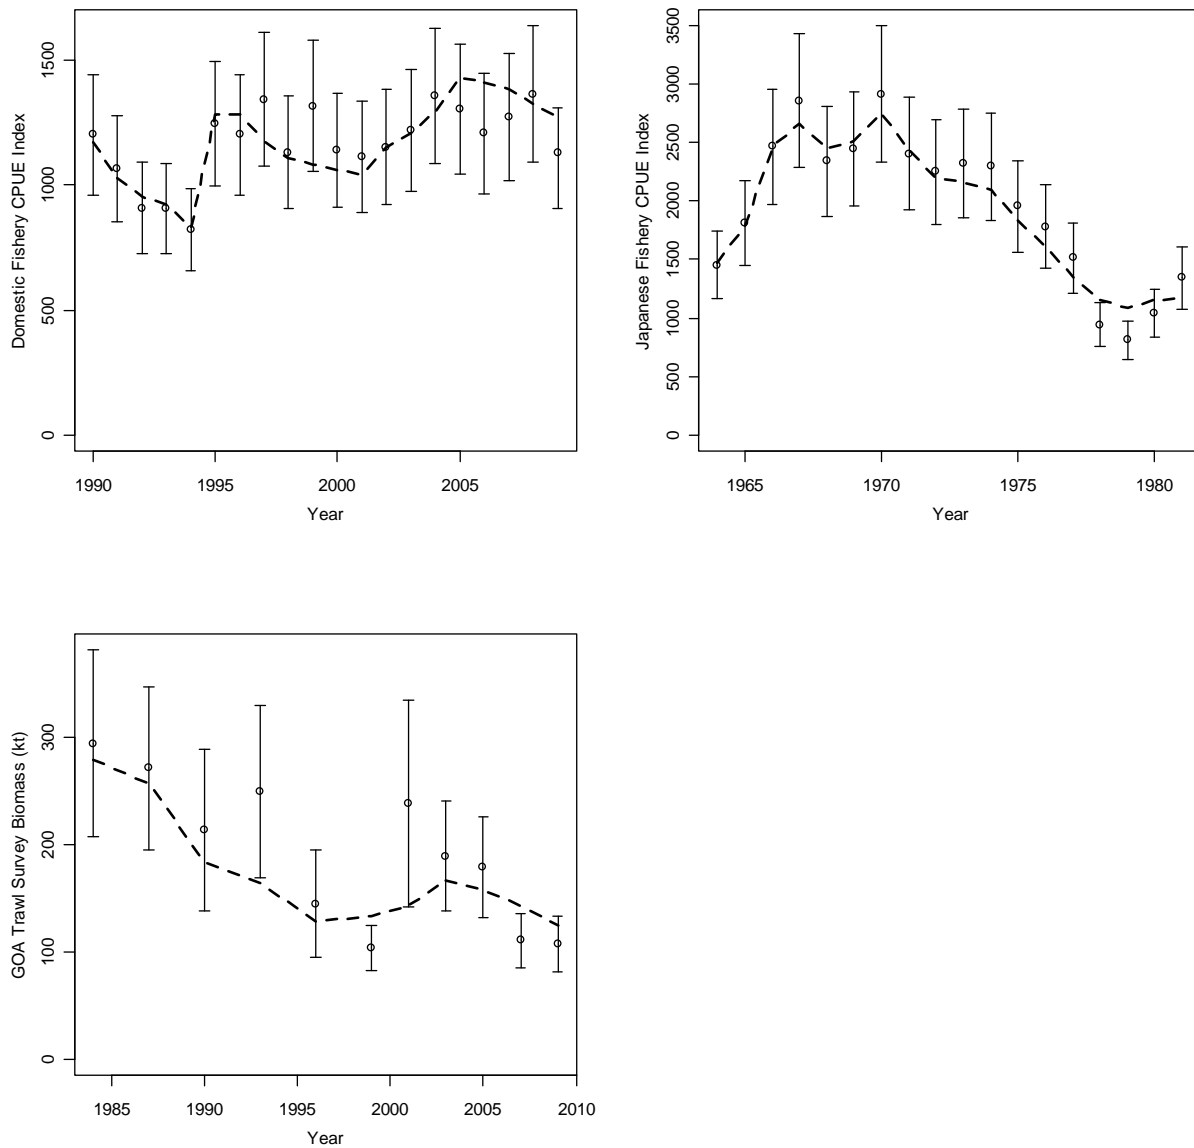 Domestic Fishery CPUE Index
1500
1000
500
0
1990 1995 2000 2005
Year
Japanese Fishery CPUE Index
3500
3000
2500
2000
1500
1000
500
0
1965 1970 1975 1980
Year
GOA Trawl Survey Biomass (kt)
300
200
100
0
1985 1990 1995 2000 2005 2010
Year